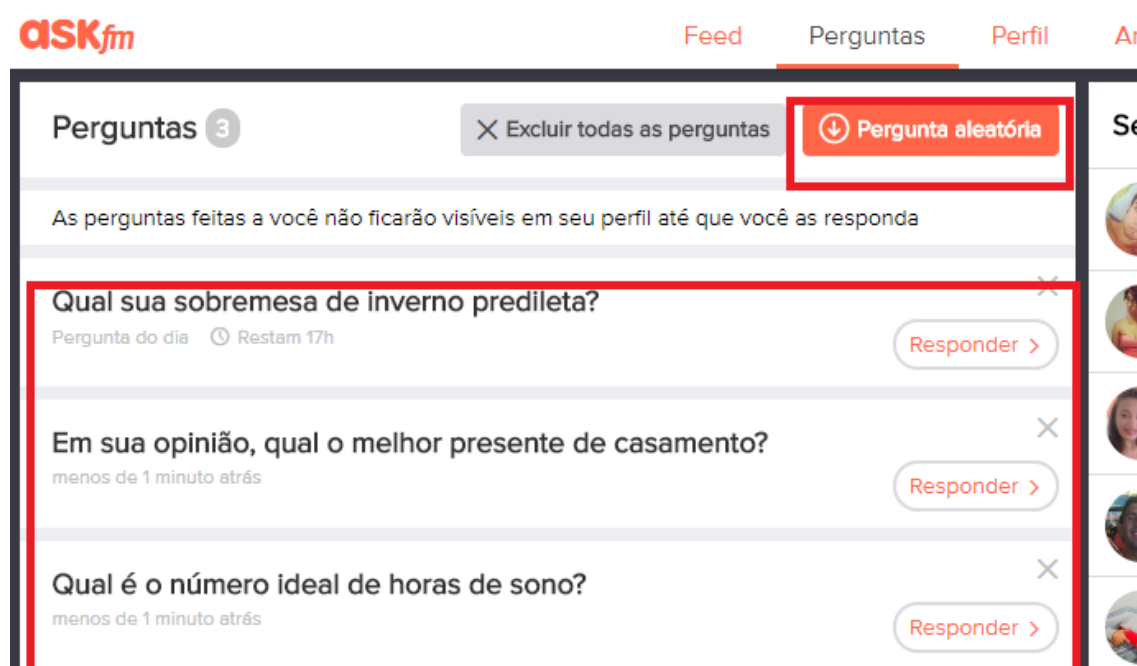 ASKfm
Feed Perguntas Perfil
Perguntas 3
Excluir todas as perguntas
Pergunta aleatória
As perguntas feitas a você não ficarão visíveis em seu perfil até que você as responda
Qual sua sobremesa de inverno predileta?
Pergunta do dia Restam 17h
Responder >
Em sua opinião, qual o melhor presente de casamento?
menos de 1 minuto atrás
Responder >
Qual é o número ideal de horas de sono?
menos de 1 minuto atrás
Responder >